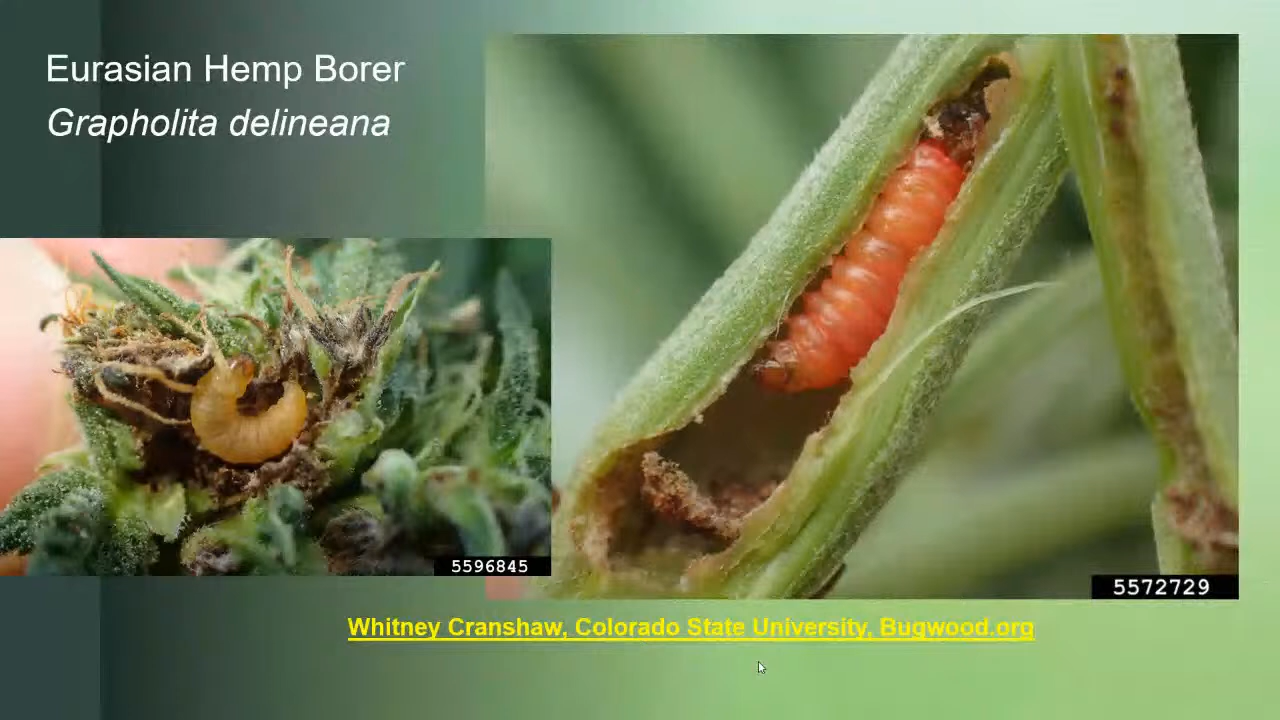 Eurasian Hemp Borer
Grapholita delineana
5596845
5572729
Whitney Cranshaw, Colorado State University, Bugwood.org